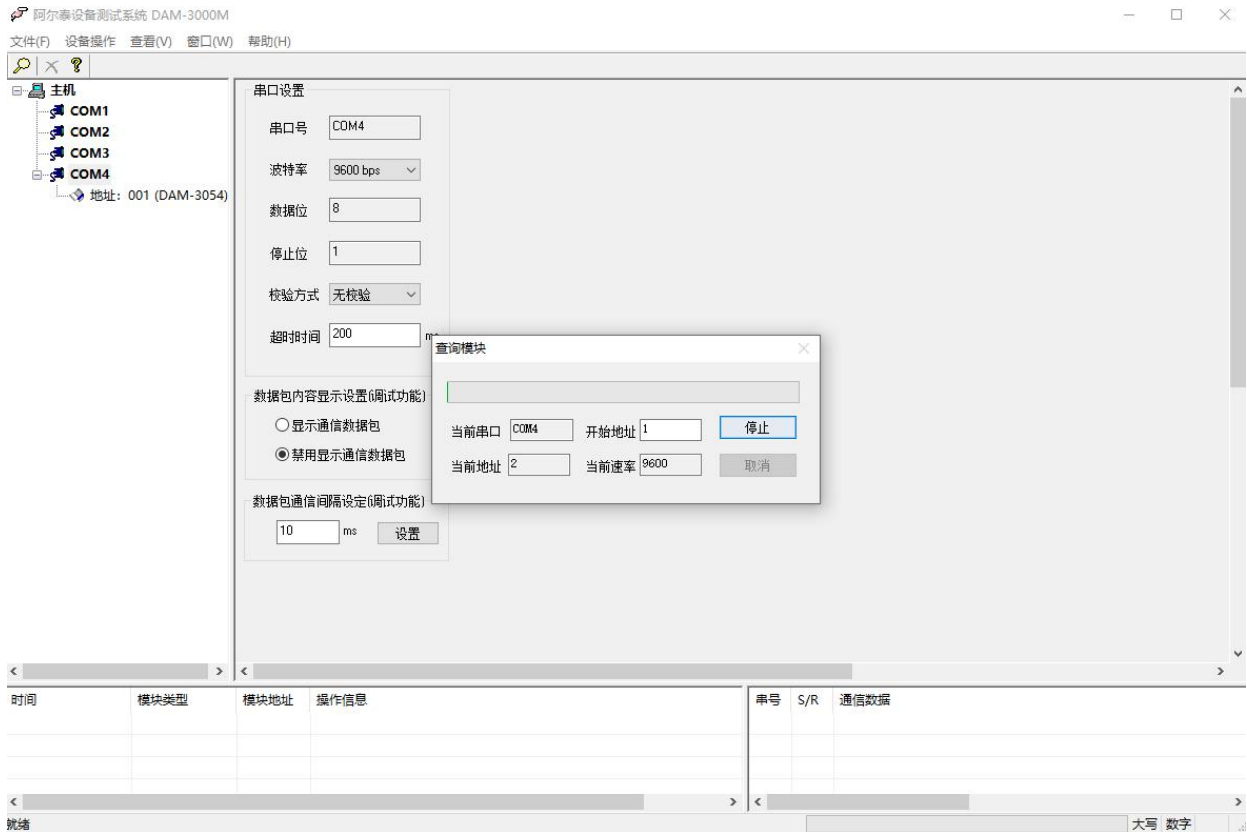 阿尔泰设备测试系统 DAM-3000M
文件(F) 设备操作 查看(V) 窗口(W) 帮助(H)
主机
COM1
COM2
COM3
COM4
地址：001 (DAM-3054)
串口设置
串口号 COM4
波特率 9600 bps
数据位 8
停止位 1
校验方式 无校验
超时时间 200
数据包内容显示设置(调试功能)
显示通信数据包
禁用显示通信数据包
数据包通信间隔设定(调试功能)
10 ms 设置
查询模块
当前串口 COM4 开始地址 1 停止
当前地址 2 当前速率 9600 取消
时间 模块类型 模块地址 操作信息
串号 S/R 通信数据
就绪 大写 数字